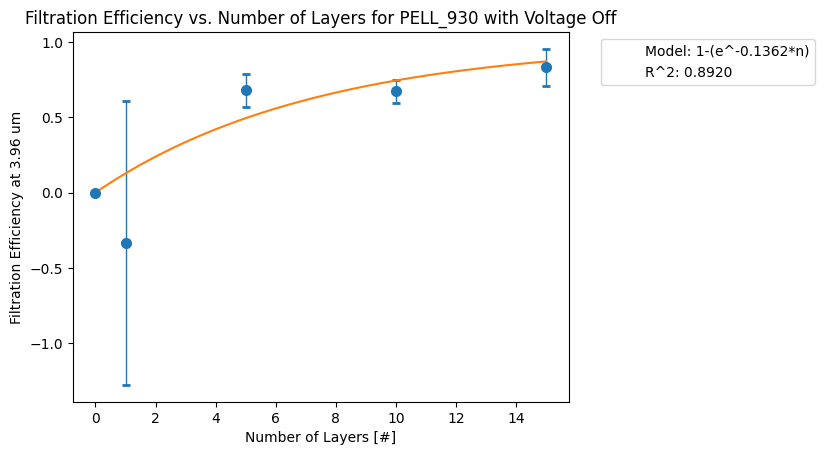 Filtration Efficiency vs. Number of Layers for PELL_930 with Voltage Off
Model: 1-(e^-0.1362*n)
R^2: 0.8920
Filtration Efficiency at 3.96 um
1.0
0.5
0.0
−0.5
−1.0
0 2 4 6 8 10 12 14
Number of Layers [#]